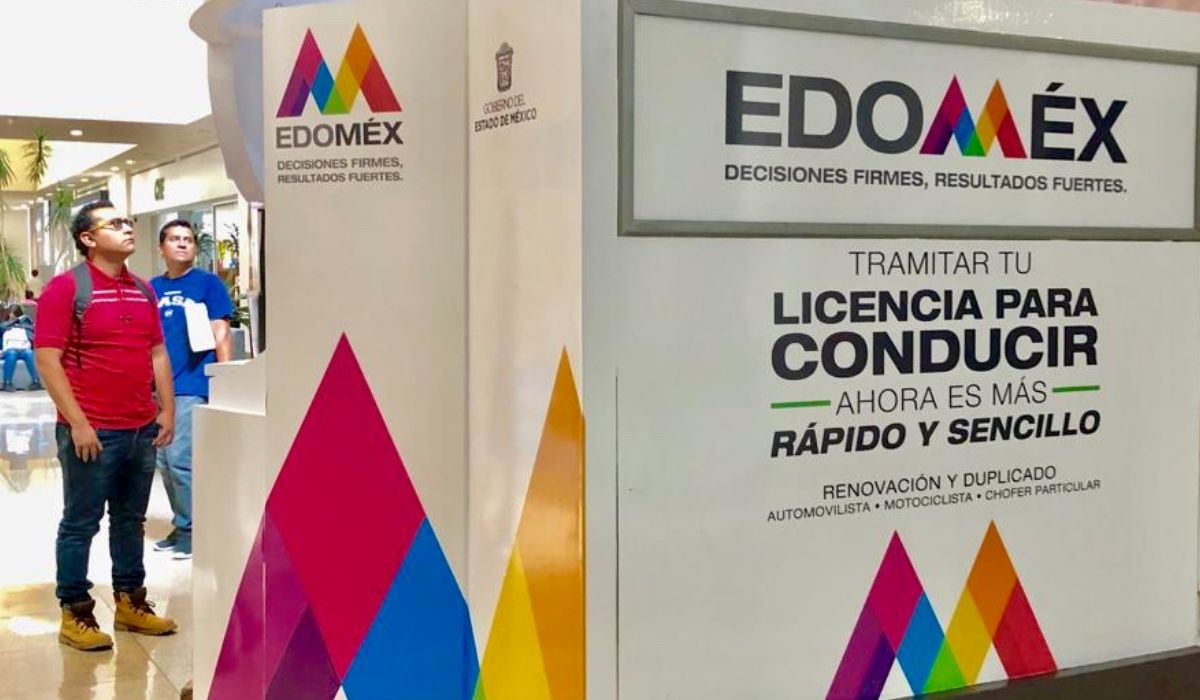 EDOMÉX
DECISIONES FIRMES,
RESULTADOS FUERTES.
GOBIERNO DEL
ESTADO DE MÉXICO
EDOMÉX
DECISIONES FIRMES, RESULTADOS FUERTES.
TRAMITAR TU
LICENCIA PARA
CONDUCIR
AHORA ES MÁS
RÁPIDO Y SENCILLO
RENOVACIÓN Y DUPLICADO
AUTOMOVILISTA • MOTOCICLISTA • CHOFER PARTICULAR